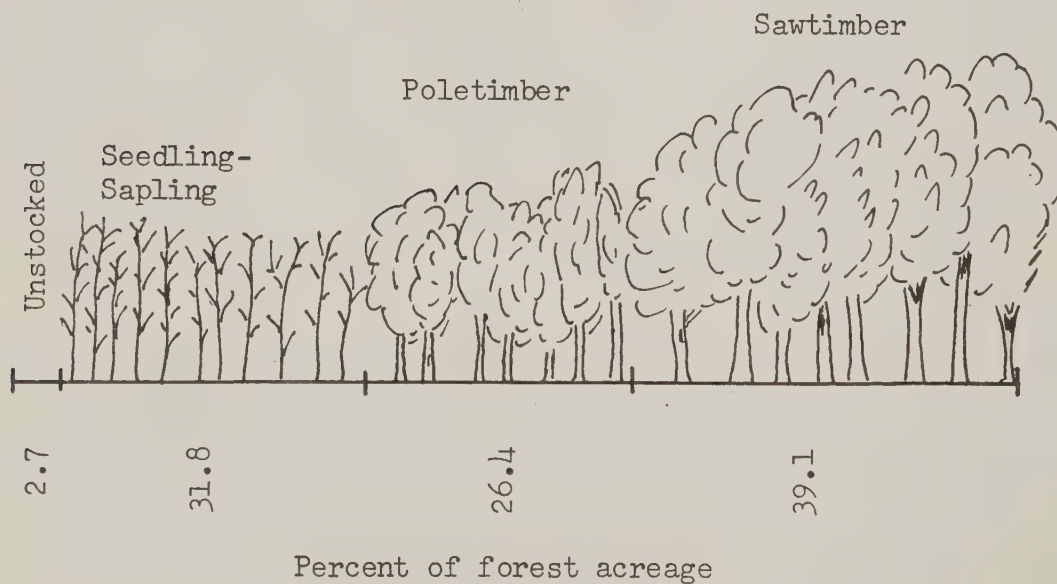 Sawtimber
Poletimber
Seedling-
Sapling
Unstocked
2.7
31.8
26.4
39.1
Percent of forest acreage